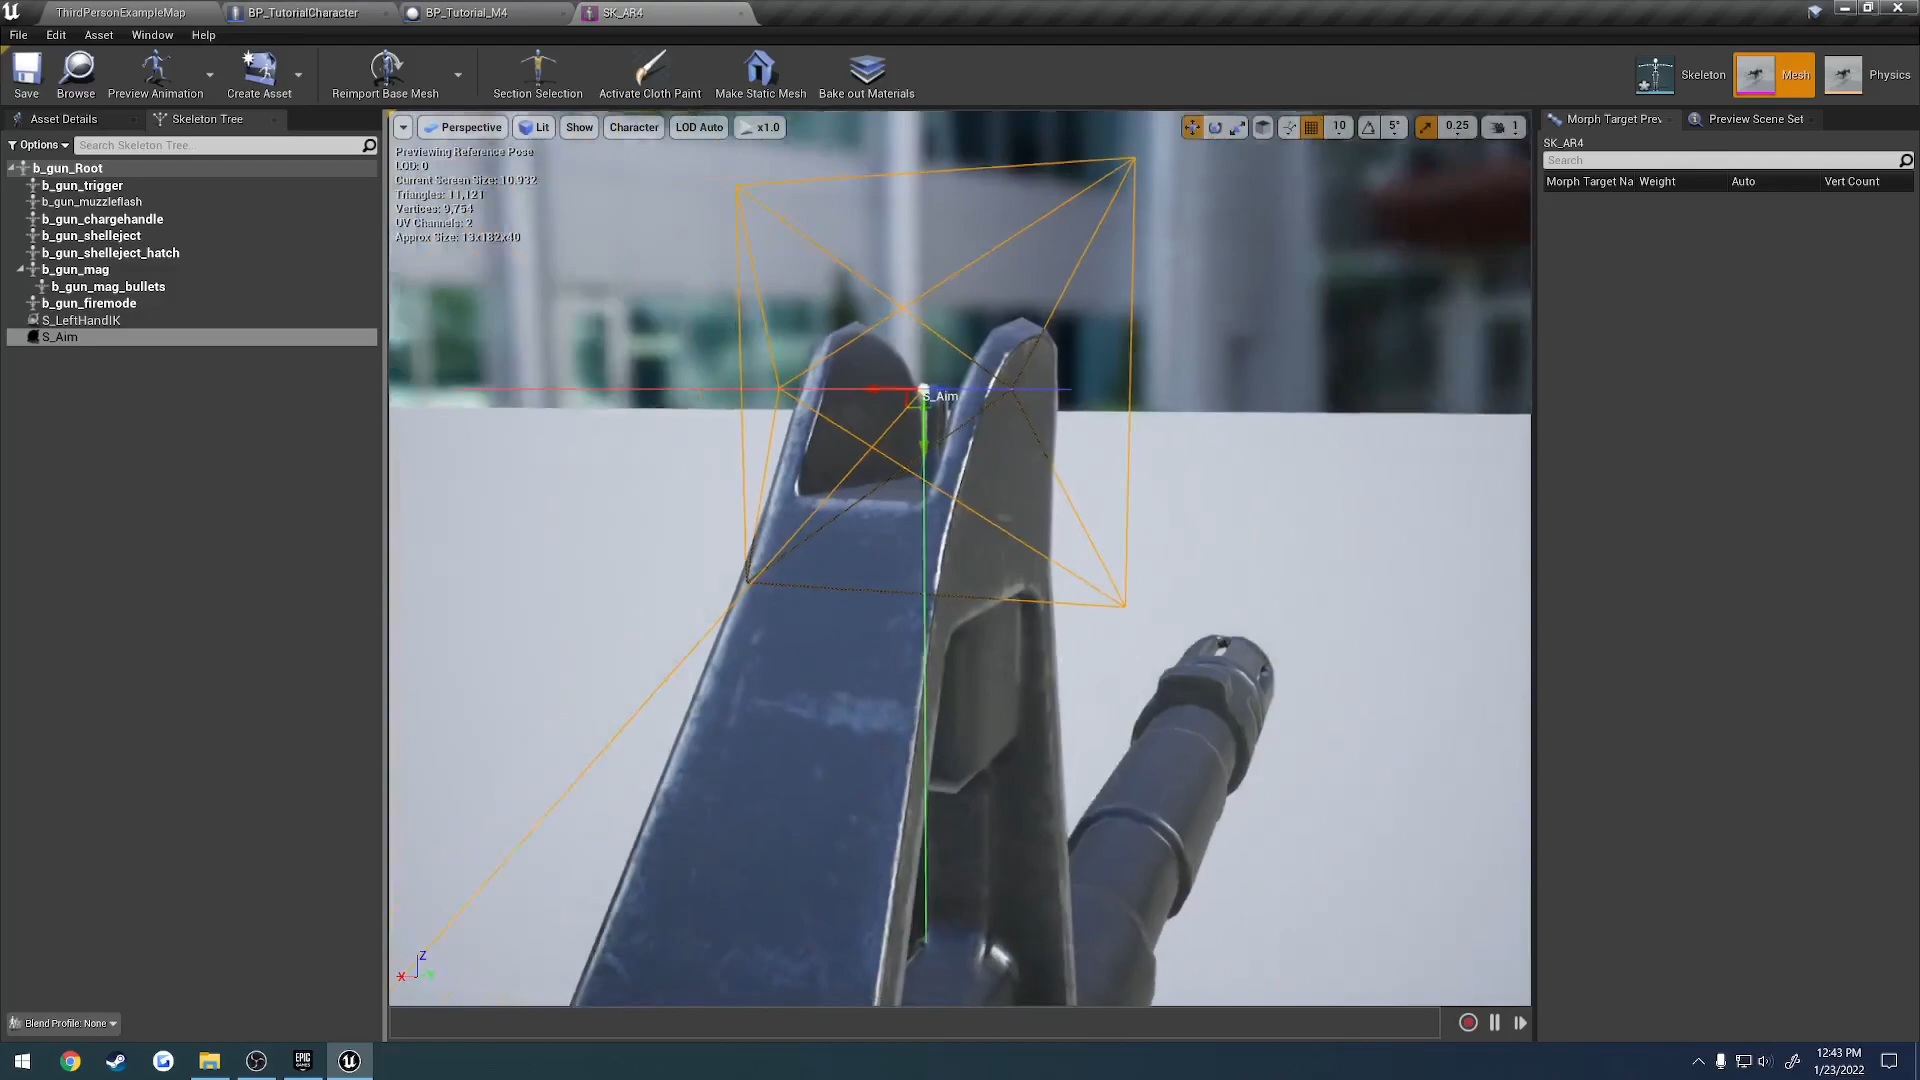 ThirdPersonExampleMap
BP_TutorialCharacter
BP_Tutorial_M4
SK_AR4
File Edit Asset Window Help
Save
Browse
Preview Animation
Create Asset
Reimport Base Mesh
Section Selection
Activate Cloth Paint
Make Static Mesh
Bake out Materials
Skeleton
Mesh
Physics
Asset Details
Skeleton Tree
Options
Search Skeleton Tree...
b_gun_Root
b_gun_trigger
b_gun_muzzleflash
b_gun_chargehandle
b_gun_shelleject
b_gun_shelleject_hatch
b_gun_mag
b_gun_mag_bullets
b_gun_firemode
S_LeftHandIK
S_Aim
Blend Profile: None
Perspective
Lit
Show
Character
LOD Auto
x1.0
10
5°
0.25
1
Previewing Reference Pose
LOD: 0
Current Screen Size: 10.932
Triangles: 11,121
Vertices: 9,754
UV Channels: 2
Approx Size: 13x182x40
S_Aim
Z
X
Morph Target Prev
Preview Scene Set
SK_AR4
Search
Morph Target Na
Weight
Auto
Vert Count
EPIC
GAMES
12:43 PM
1/23/2022